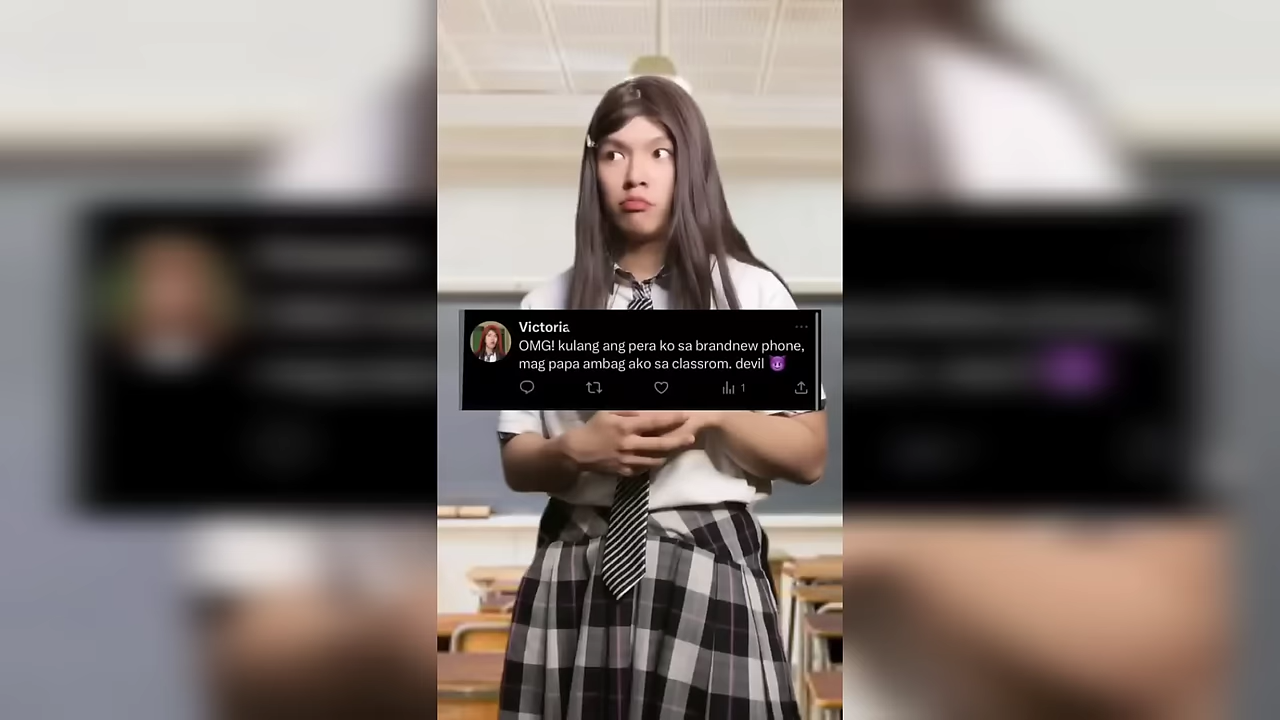 Victoria
OMG! kulang ang pera ko sa brandnew phone,
mag papa ambag ako sa classrom. devil 😈
1